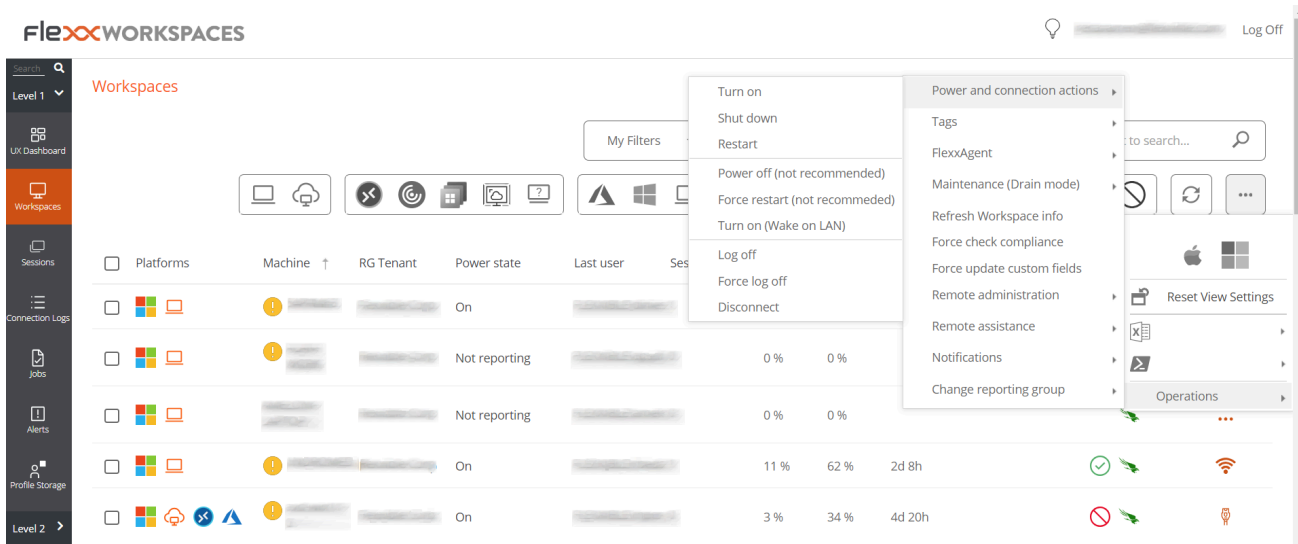 FlexxWORKSPACES
Log Off
Search
Level 1
UX Dashboard
Workspaces
Sessions
Connection Logs
Jobs
Alerts
Profile Storage
Level 2
Workspaces
My Filters
t to search...
Turn on
Shut down
Restart
Power off (not recommended)
Force restart (not recommeded)
Turn on (Wake on LAN)
Log off
Force log off
Disconnect
Power and connection actions
Tags
FlexxAgent
Maintenance (Drain mode)
Refresh Workspace info
Force check compliance
Force update custom fields
Remote administration
Remote assistance
Notifications
Change reporting group
Reset View Settings
Operations
Platforms Machine ↑ RG Tenant Power state Last user Ses
On
Not reporting 0 % 0 %
Not reporting 0 % 0 %
On 11 % 62 % 2d 8h
On 3 % 34 % 4d 20h